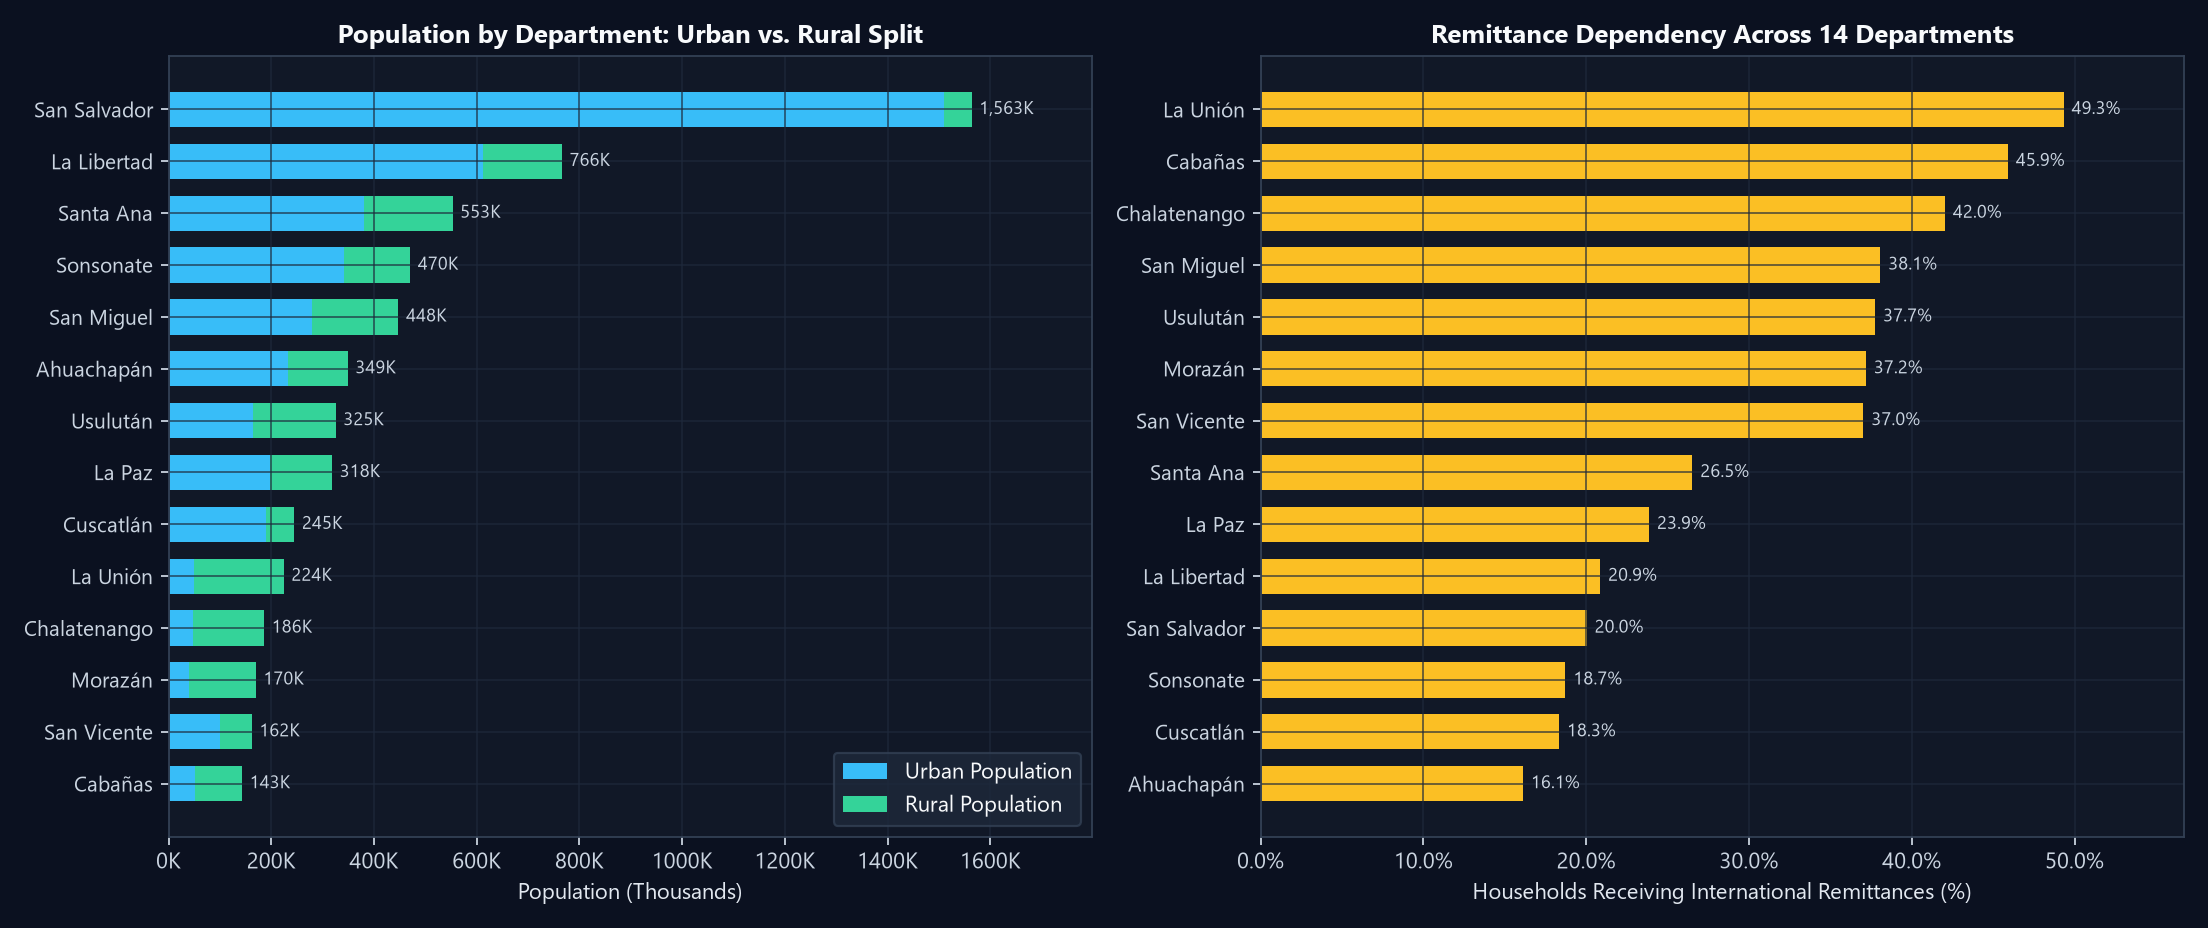 Population by Department: Urban vs. Rural Split
San Salvador 1,563K
La Libertad 766K
Santa Ana 553K
Sonsonate 470K
San Miguel 448K
Ahuachapán 349K
Usulután 325K
La Paz 318K
Cuscatlán 245K
La Unión 224K
Chalatenango 186K
Morazán 170K
San Vicente 162K
Cabañas 143K
Urban Population
Rural Population
0K 200K 400K 600K 800K 1000K 1200K 1400K 1600K
Population (Thousands)
Remittance Dependency Across 14 Departments
La Unión 49.3%
Cabañas 45.9%
Chalatenango 42.0%
San Miguel 38.1%
Usulután 37.7%
Morazán 37.2%
San Vicente 37.0%
Santa Ana 26.5%
La Paz 23.9%
La Libertad 20.9%
San Salvador 20.0%
Sonsonate 18.7%
Cuscatlán 18.3%
Ahuachapán 16.1%
0.0% 10.0% 20.0% 30.0% 40.0% 50.0%
Households Receiving International Remittances (%)